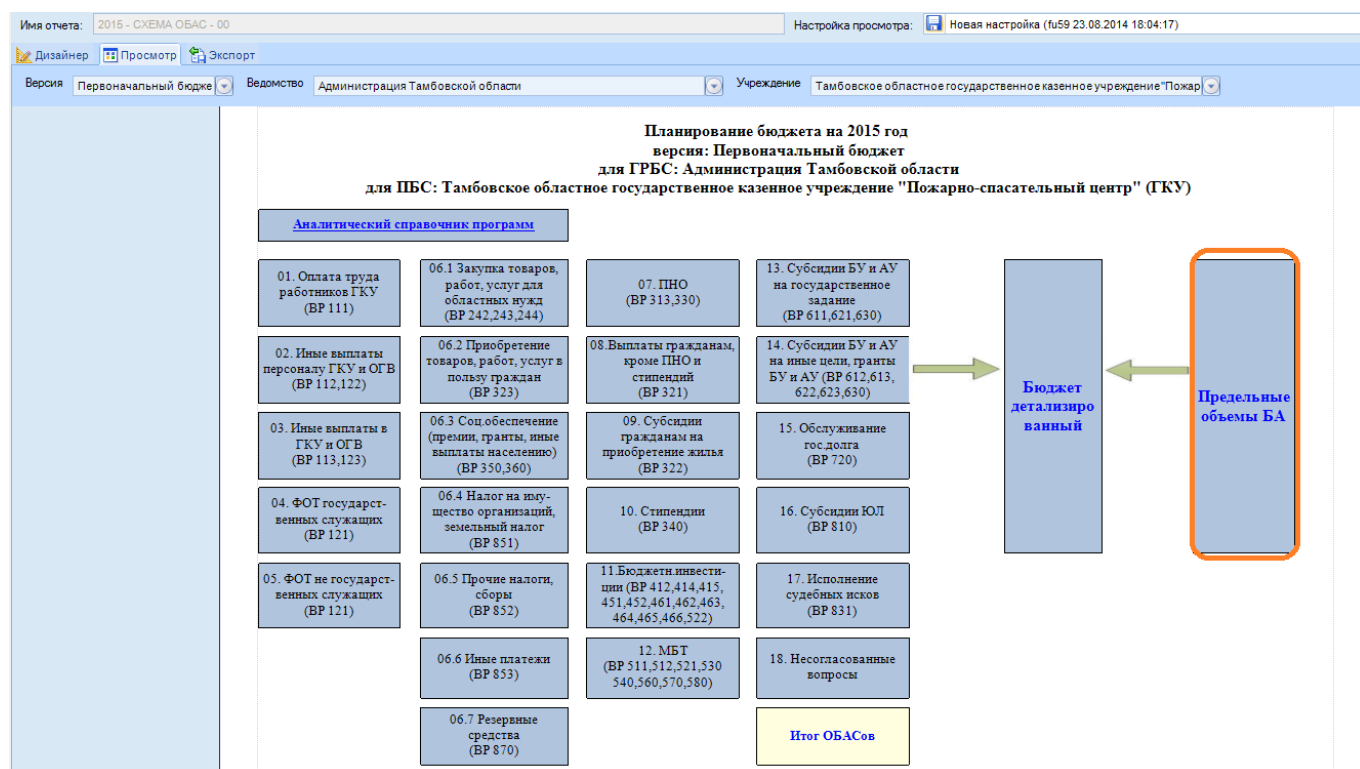 Имя отчета: 2015 - СХЕМА ОБАС - 00 Настройка просмотра: Новая настройка (fu59 23.08.2014 18:04:17)
Дизайнер Просмотр Экспорт
Версия Первоначальный бюдже Ведомство Администрация Тамбовской области Учреждение Тамбовское областное государственное казенное учреждение"Пожар
Планирование бюджета на 2015 год
версия: Первоначальный бюджет
для ГРБС: Администрация Тамбовской области
для ПБС: Тамбовское областное государственное казенное учреждение "Пожарно-спасательный центр" (ГКУ)
Аналитический справочник программ
01. Оплата труда
работников ГКУ
(ВР 111)
06.1 Закупка товаров,
работ, услуг для
областных нужд
(ВР 242,243,244)
07. ПНО
(ВР 313,330)
13. Субсидии БУ и АУ
на государственное
задание
(ВР 611,621,630)
02. Иные выплаты
персоналу ГКУ и ОГВ
(ВР 112,122)
06.2 Приобретение
товаров, работ, услуг в
пользу граждан
(ВР 323)
08.Выплаты гражданам,
кроме ПНО и
стипендий
(ВР 321)
14. Субсидии БУ и АУ
на иные цели, гранты
БУ и АУ (ВР 612,613,
622,623,630)
03. Иные выплаты в
ГКУ и ОГВ
(ВР 113,123)
06.3 Соц.обеспечение
(премии, гранты, иные
выплаты населению)
(ВР 350,360)
09. Субсидии
гражданам на
приобретение жилья
(ВР 322)
15. Обслуживание
гос.долга
(ВР 720)
04. ФОТ государст-
венных служащих
(ВР 121)
06.4 Налог на иму-
щество организаций,
земельный налог
(ВР 851)
10. Стипендии
(ВР 340)
16. Субсидии ЮЛ
(ВР 810)
05. ФОТ не государст-
венных служащих
(ВР 121)
06.5 Прочие налоги,
сборы
(ВР 852)
11.Бюджетн.инвести-
ции (ВР 412,414,415,
451,452,461,462,463,
464,465,466,522)
17. Исполнение
судебных исков
(ВР 831)
06.6 Иные платежи
(ВР 853)
12. МБТ
(ВР 511,512,521,530
540,560,570,580)
18. Несогласованные
вопросы
06.7 Резервные
средства
(ВР 870)
Итог ОБАСов
Бюджет
детализиро
ванный
Предельные
объемы БА